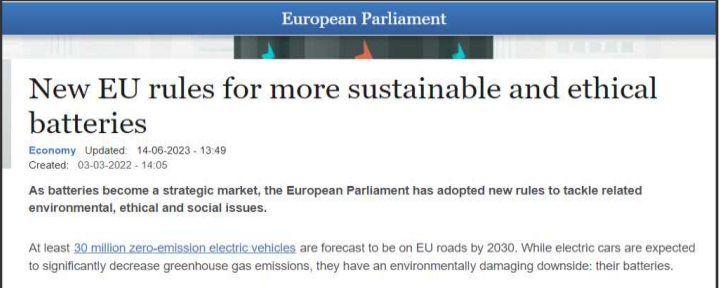 European Parliament
New EU rules for more sustainable and ethical
batteries
Economy Updated: 14-06-2023 - 13:49
Created: 03-03-2022 - 14:05
As batteries become a strategic market, the European Parliament has adopted new rules to tackle related
environmental, ethical and social issues.
At least 30 million zero-emission electric vehicles are forecast to be on EU roads by 2030. While electric cars are expected
to significantly decrease greenhouse gas emissions, they have an environmentally damaging downside: their batteries.